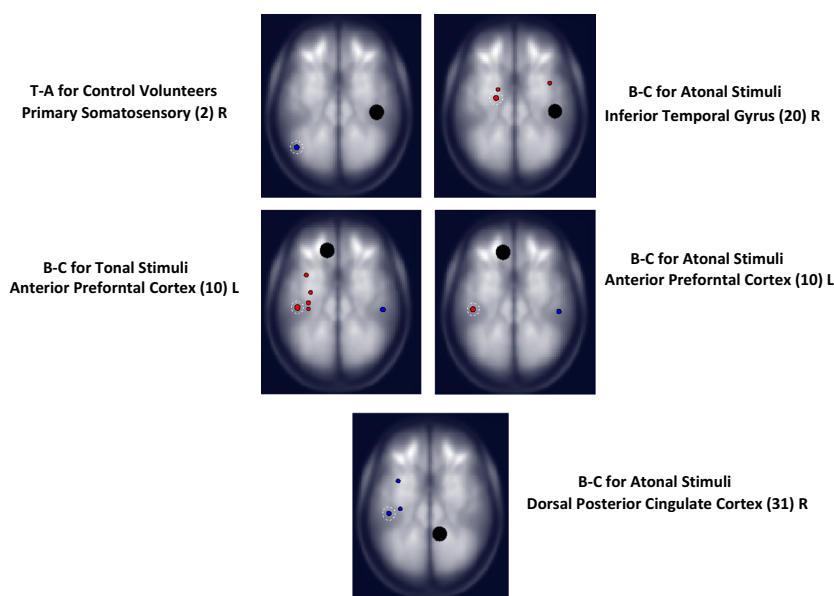 T-A for Control Volunteers
Primary Somatosensory (2) R
B-C for Atonal Stimuli
Inferior Temporal Gyrus (20) R
B-C for Tonal Stimuli
Anterior Preforntal Cortex (10) L
B-C for Atonal Stimuli
Anterior Preforntal Cortex (10) L
B-C for Atonal Stimuli
Dorsal Posterior Cingulate Cortex (31) R